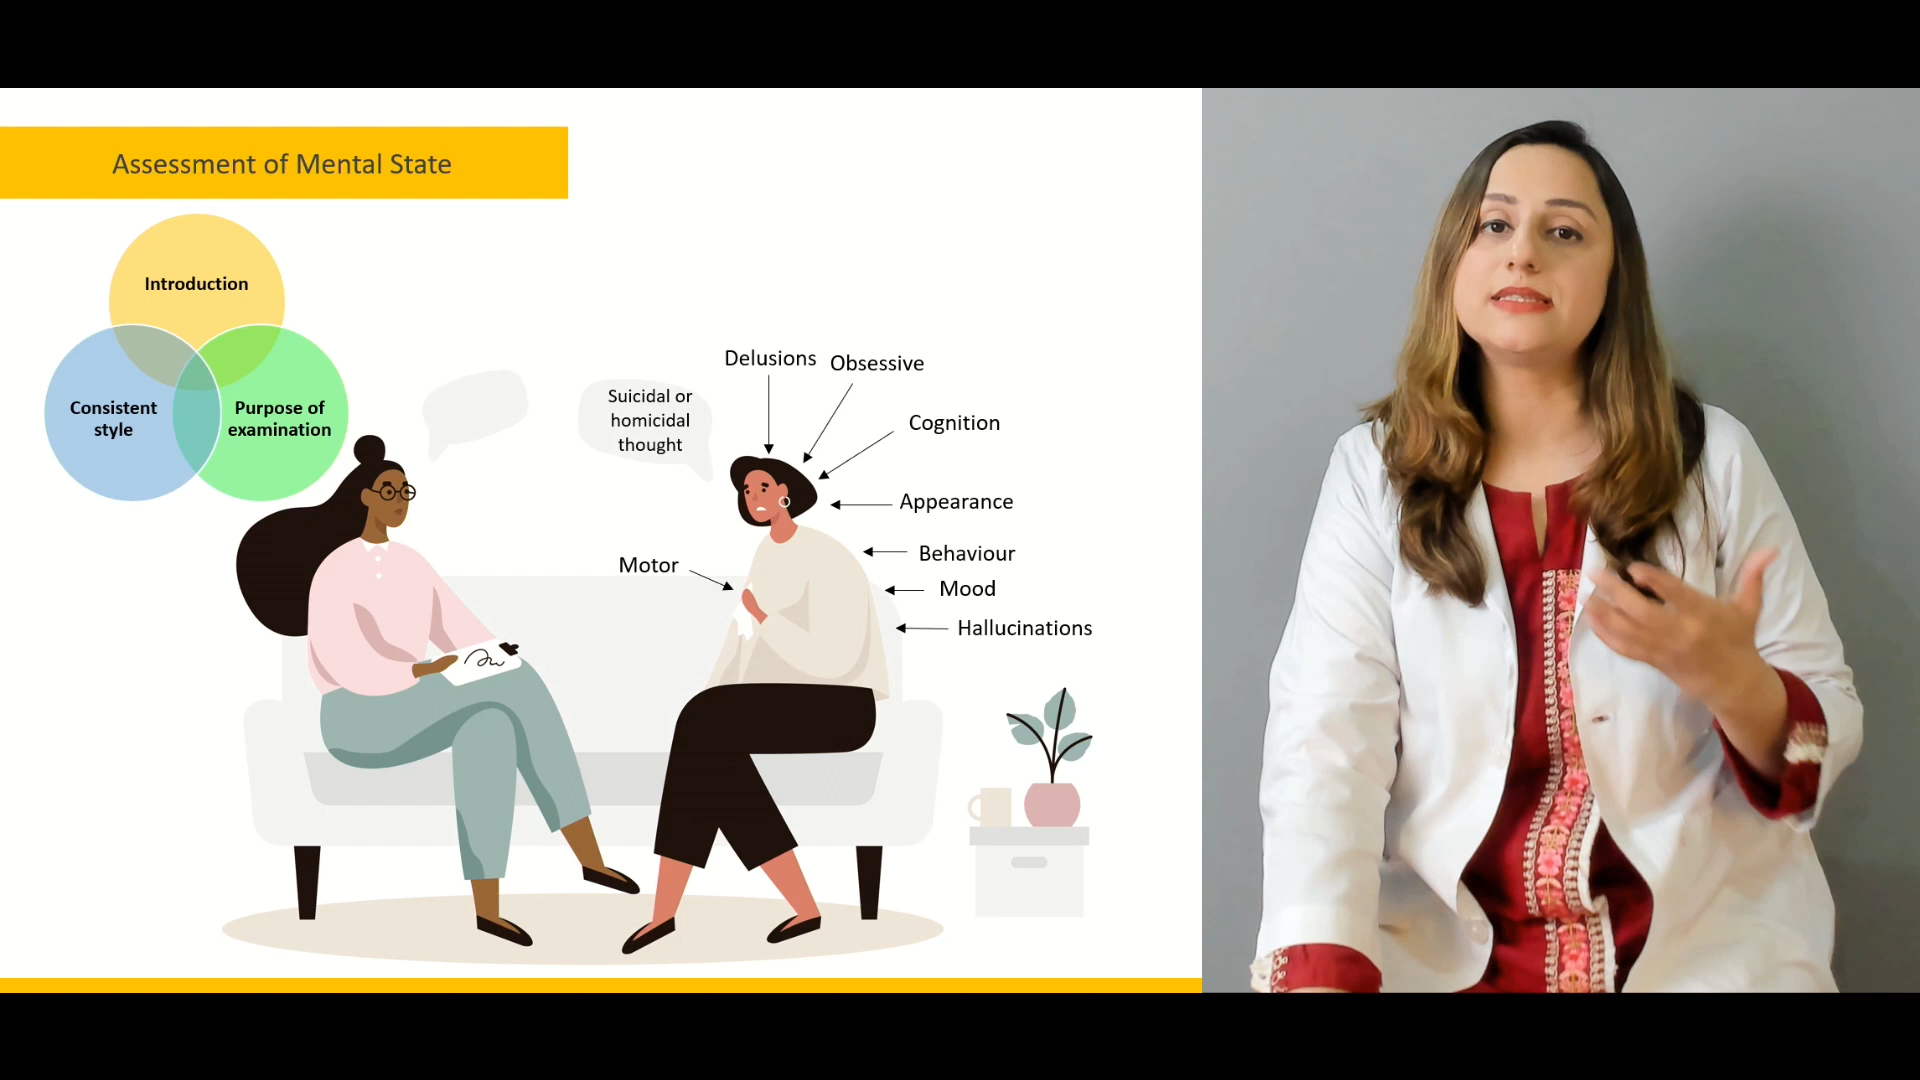 Assessment of Mental State
Introduction
Consistent
style
Purpose of
examination
Suicidal or
homicidal
thought
Delusions
Obsessive
Cognition
Appearance
Behaviour
Mood
Hallucinations
Motor